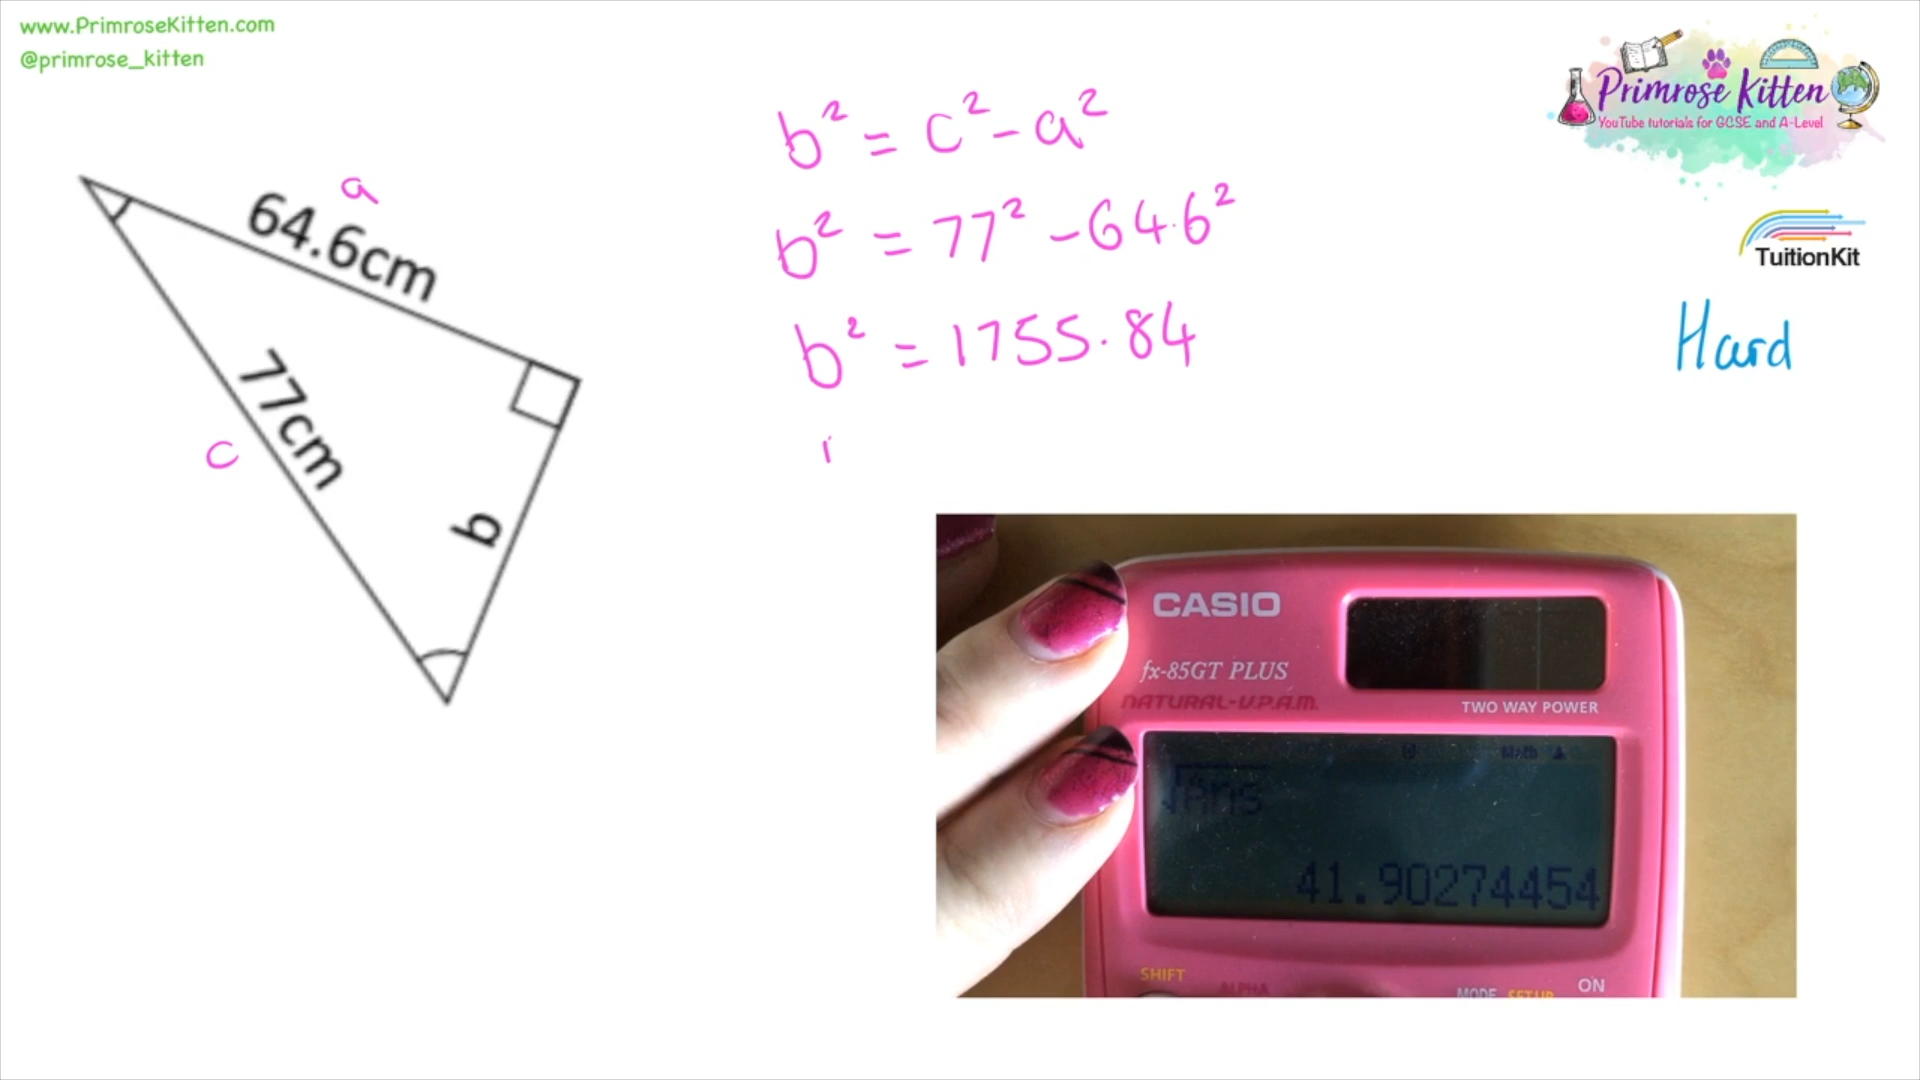 www.PrimroseKitten.com
@primrose_kitten
Primrose Kitten
YouTube tutorials for GCSE and A-Level
TuitionKit
Hard
b² = c² - a²
b² = 77² - 64.6²
b² = 1755.84
a
64.6cm
77cm
c
b
CASIO
fx-85GT PLUS
NATURAL-V.P.A.M.
TWO WAY POWER
Math ▲
√Ans
41.90274454
SHIFT
ALPHA
MODE SETUP
ON